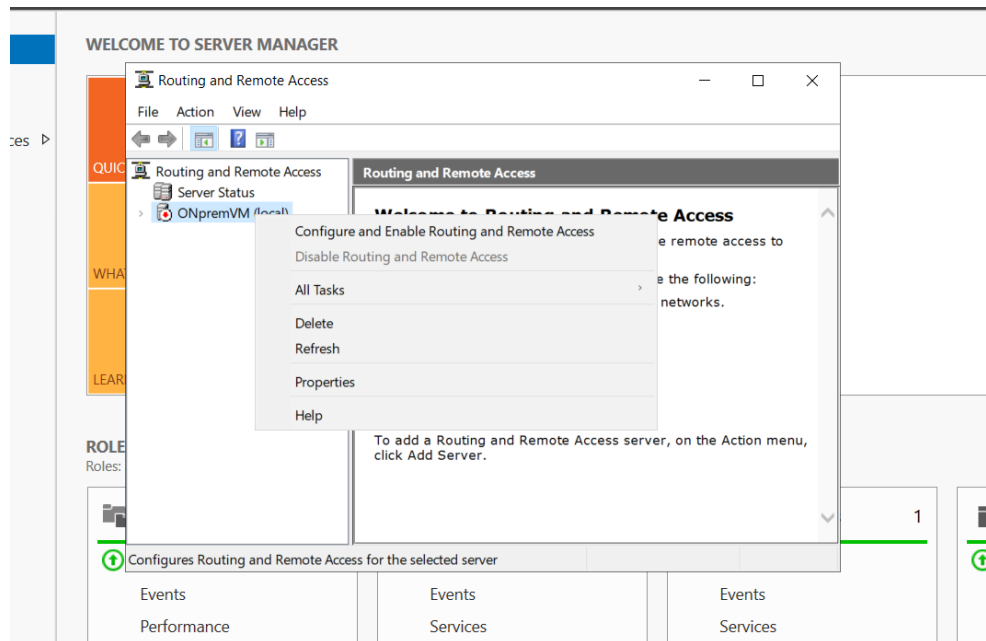 WELCOME TO SERVER MANAGER
Routing and Remote Access
File Action View Help
QUIC
Routing and Remote Access
Server Status
ONpremVM (local)
Routing and Remote Access
Welcome to Routing and Remote Access
e remote access to
e the following:
networks.
To add a Routing and Remote Access server, on the Action menu,
click Add Server.
Configure and Enable Routing and Remote Access
Disable Routing and Remote Access
All Tasks
Delete
Refresh
Properties
Help
Configures Routing and Remote Access for the selected server
ces
WHA
LEAR
ROLE
Roles:
1
Events
Performance
Events
Services
Events
Services